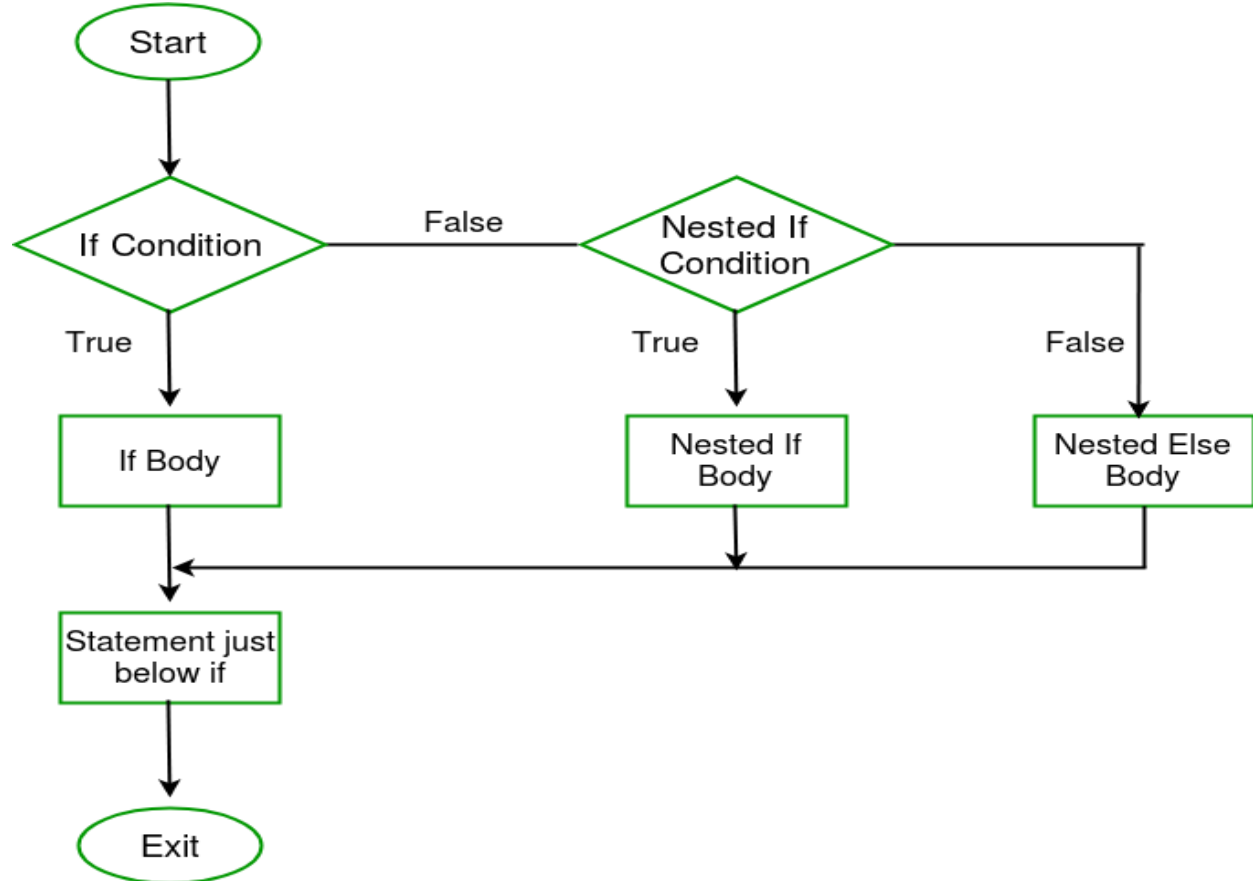 Start
If Condition
False
Nested If
Condition
True
True
False
If Body
Nested If
Body
Nested Else
Body
Statement just
below if
Exit